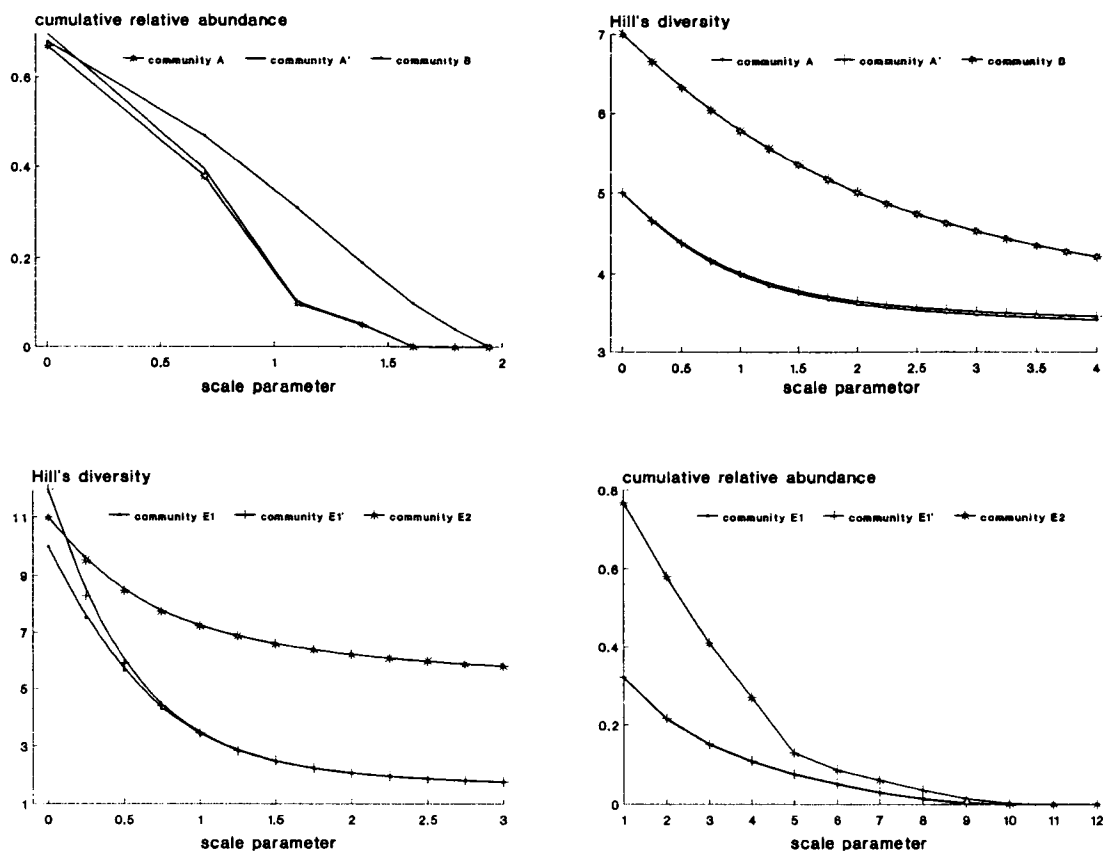 cumulative relative abundance
community A community A' community B
0.6
0.4
0.2
0
0 0.5 1 1.5 2
scale parameter
Hill's diversity
community A community A' community B
7
6
5
4
3
0 0.5 1 1.5 2 2.5 3 3.5 4
scale parametor
Hill's diversity
community E1 community E1' community E2
11
9
7
5
3
1
0 0.5 1 1.5 2 2.5 3
scale parameter
cumulative relative abundance
community E1 community E1' community E2
0.8
0.6
0.4
0.2
0
1 2 3 4 5 6 7 8 9 10 11 12
scale parameter